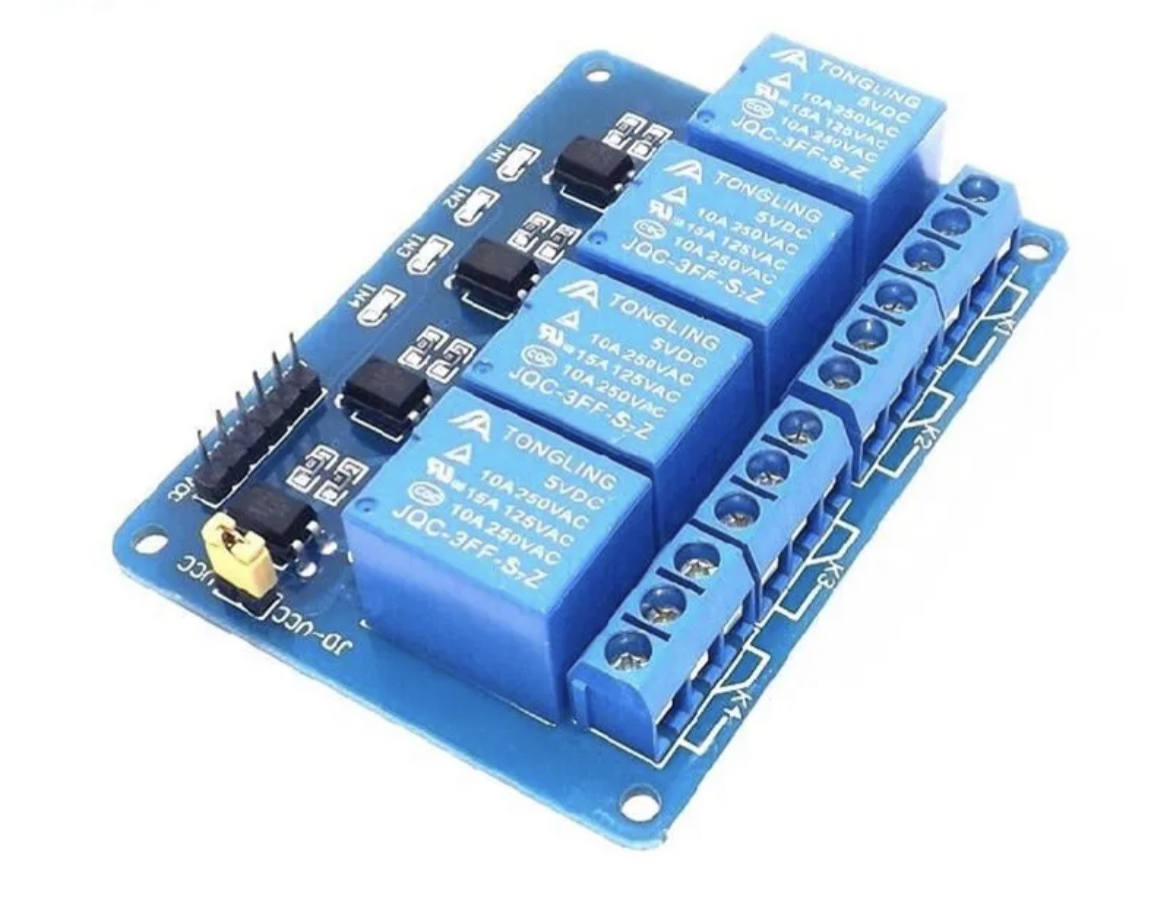 TONGLING
5VDC
10A 250VAC
15A 125VAC
10A 250VAC
JQC-3FF-S-Z
TONGLING
5VDC
10A 250VAC
15A 125VAC
10A 250VAC
JQC-3FF-S-Z
TONGLING
5VDC
10A 250VAC
15A 125VAC
10A 250VAC
JQC-3FF-S-Z
TONGLING
5VDC
10A 250VAC
15A 125VAC
10A 250VAC
JQC-3FF-S-Z
IN1
IN2
IN3
IN4
VCC
VCC
JD-VCC
K1
K2
K3
K4